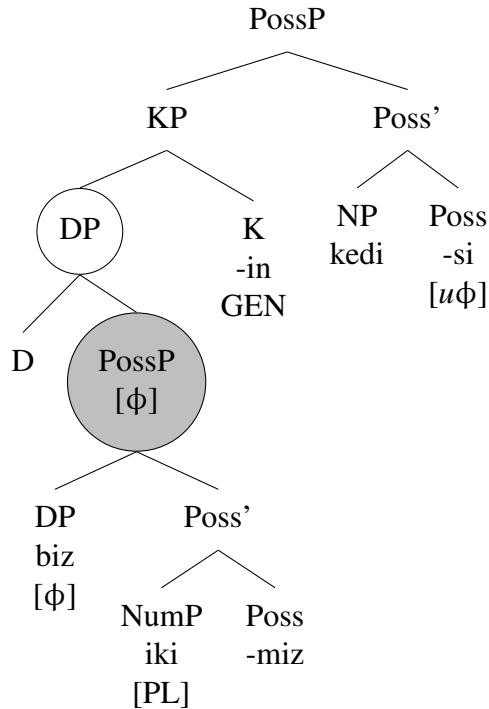 PossP
KP Poss’
DP K NP Poss
-in kedi -si
GEN [uϕ]
D PossP
[ϕ]
DP Poss’
biz
[ϕ]
NumP Poss
iki -miz
[PL]